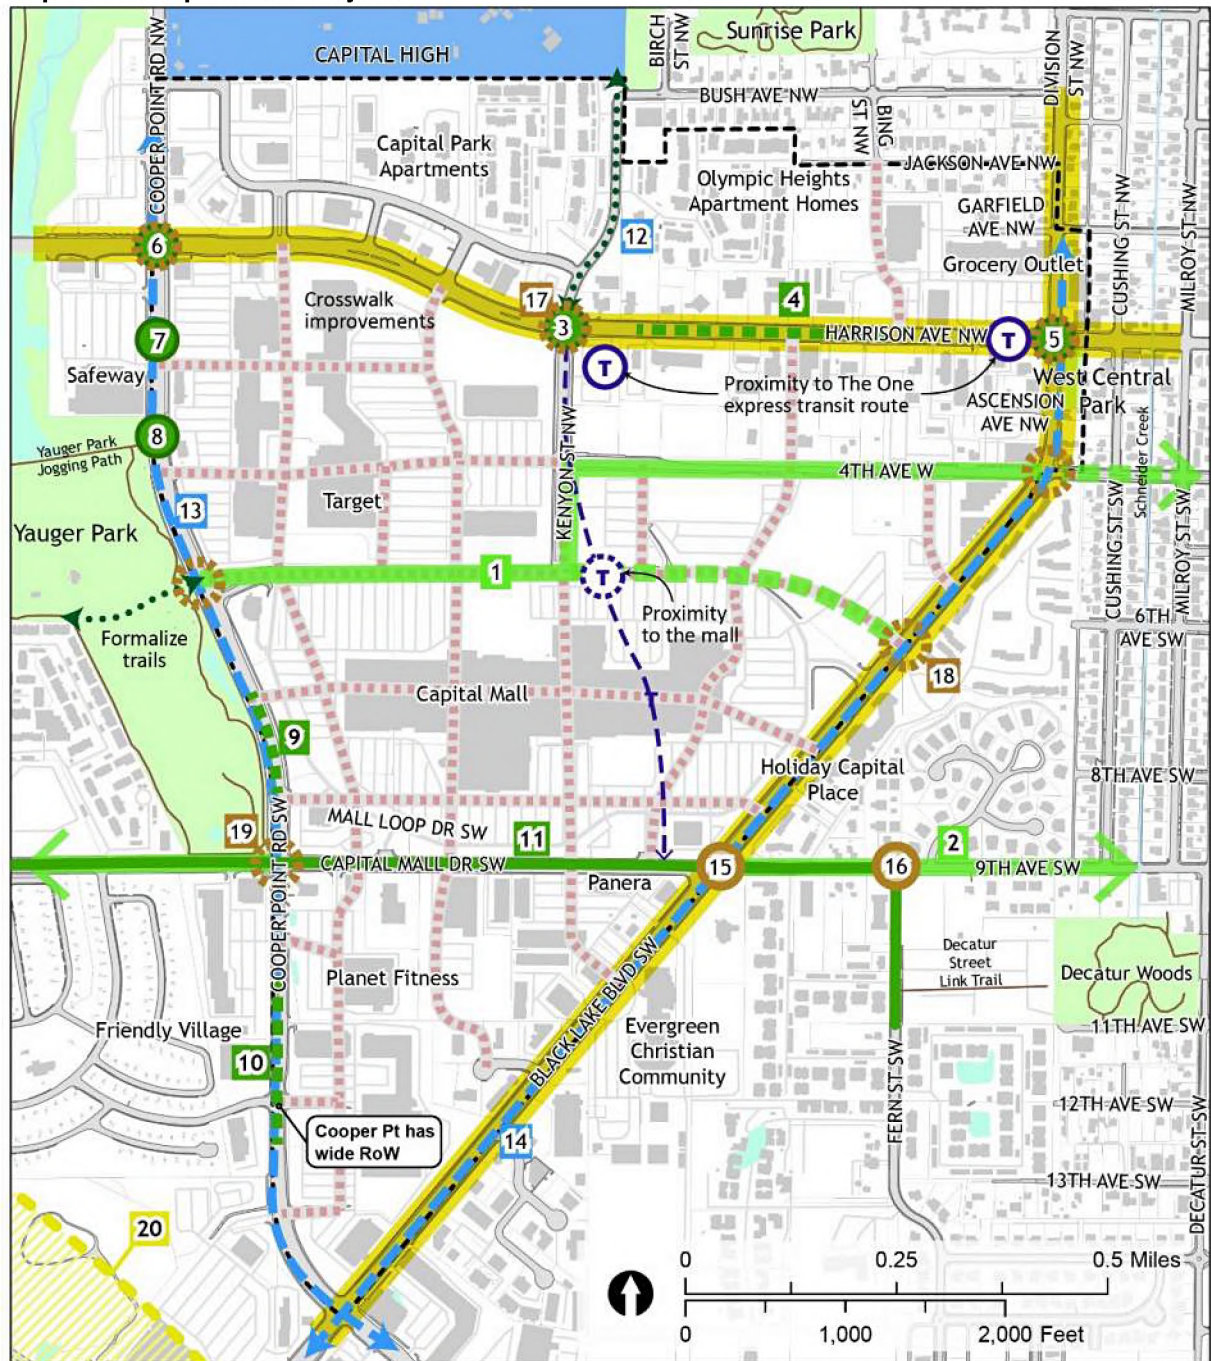 COOPER POINT RD NW
CAPITAL HIGH
BIRCH
ST NW
Sunrise Park
DIVISION
ST NW
BUSH AVE NW
BING
ST NW
Capital Park
Apartments
JACKSON AVE NW
Olympic Heights
Apartment Homes
GARFIELD
AVE NW
CUSHING ST NW
MILROY ST NW
12
6
Grocery Outlet
17
4
Crosswalk
improvements
3
HARRISON AVE NW
T
5
7
Safeway
T
Proximity to The One
express transit route
West Central
Park
ASCENSION
AVE NW
8
Yauger Park
Jogging Path
KENYON ST NW
4TH AVE W
Schneider Creek
13
Target
Yauger Park
CUSHING ST SW
MILROY ST SW
1
T
Proximity
to the mall
6TH
AVE SW
Formalize
trails
18
Capital Mall
9
Holiday Capital
Place
8TH AVE SW
19
MALL LOOP DR SW
11
2
CAPITAL MALL DR SW
15
16
9TH AVE SW
Panera
COOPER POINT RD SW
Planet Fitness
Decatur
Street
Link Trail
Decatur Woods
BLACK LAKE BLVD SW
Friendly Village
Evergreen
Christian
Community
11TH AVE SW
10
FERN ST SW
12TH AVE SW
Cooper Pt has
wide RoW
14
13TH AVE SW
DECATUR ST SW
20
0 0.25 0.5 Miles
0 1,000 2,000 Feet